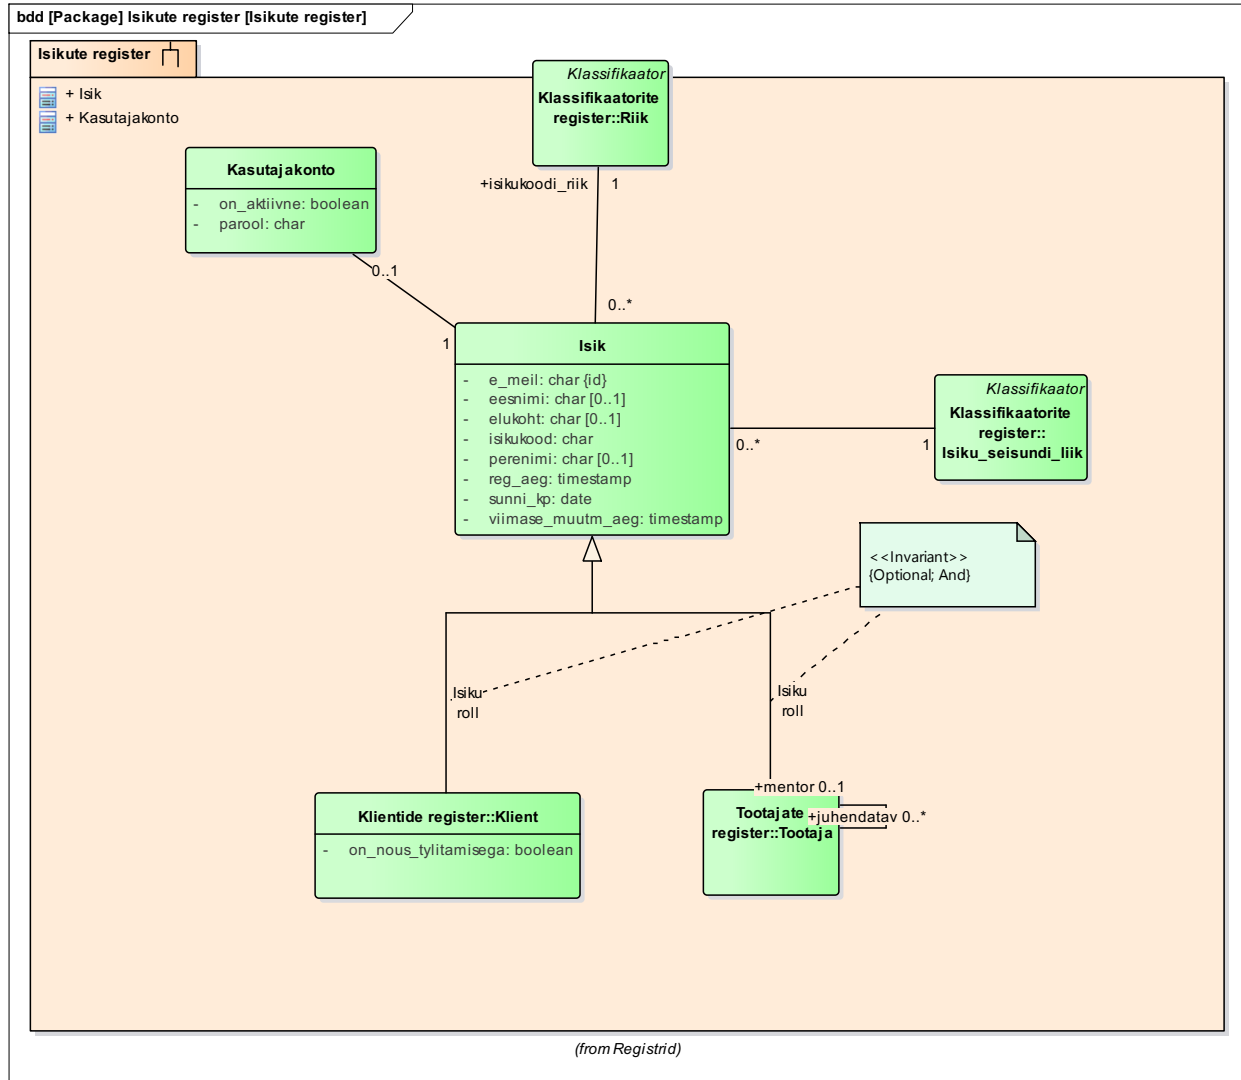 bdd [Package] Isikute register [Isikute register]
Isikute register
+ Isik
+ Kasutajakonto
Klassifikaator
Klassifikaatorite
register::Riik
+isikukoodi_riik 1
Kasutajakonto
- on_aktiivne: boolean
- parool: char
0..1
0..*
1
Isik
- e_meil: char {id}
- eesnimi: char [0..1]
- elukoht: char [0..1]
- isikukood: char
- perenimi: char [0..1]
- reg_aeg: timestamp
- sunni_kp: date
- viimase_muutm_aeg: timestamp
0..* 1
Klassifikaator
Klassifikaatorite
register::
Isiku_seisundi_liik
<<Invariant>>
{Optional; And}
Isiku
roll
Isiku
roll
Klientide register::Klient
- on_nous_tylitamisega: boolean
+mentor 0..1
Tootajate
register::Tootaja
+juhendatav 0..*
(from Registrid)